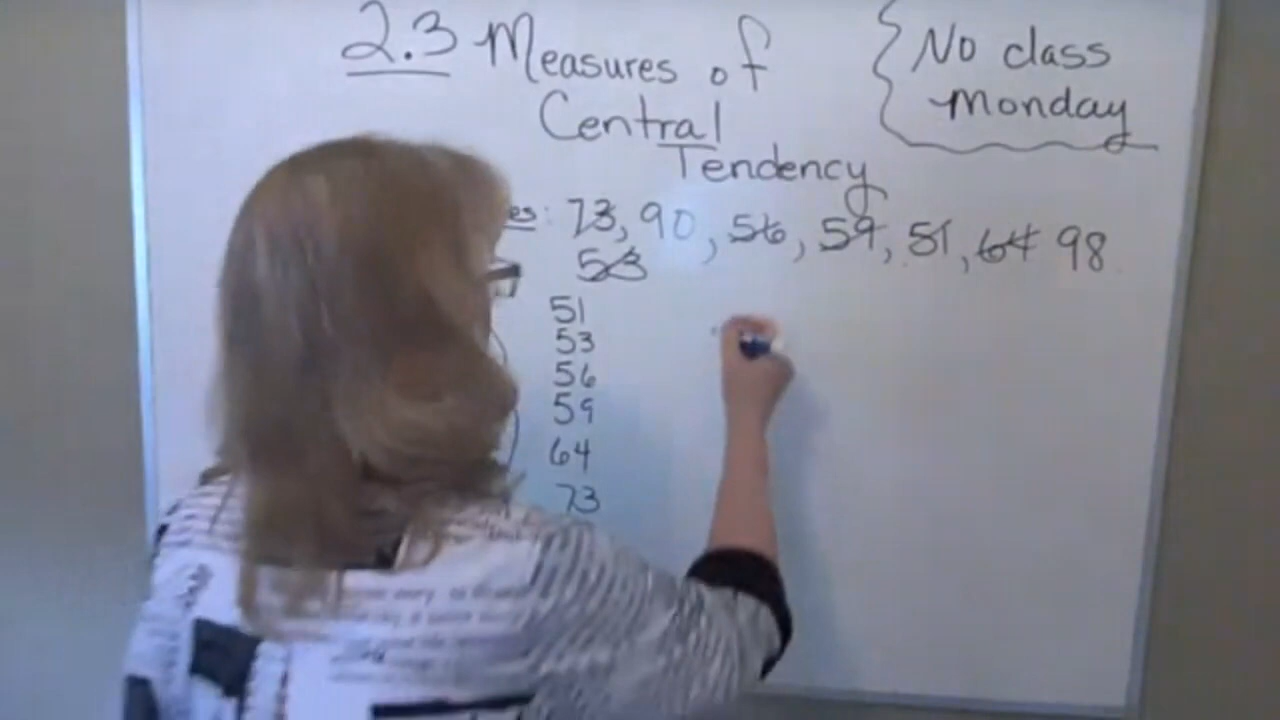 2.3 Measures of
Central
Tendency
No class
Monday
es: 73, 90, 56, 59, 51, 64 98
53
51
53
56
59
64
73